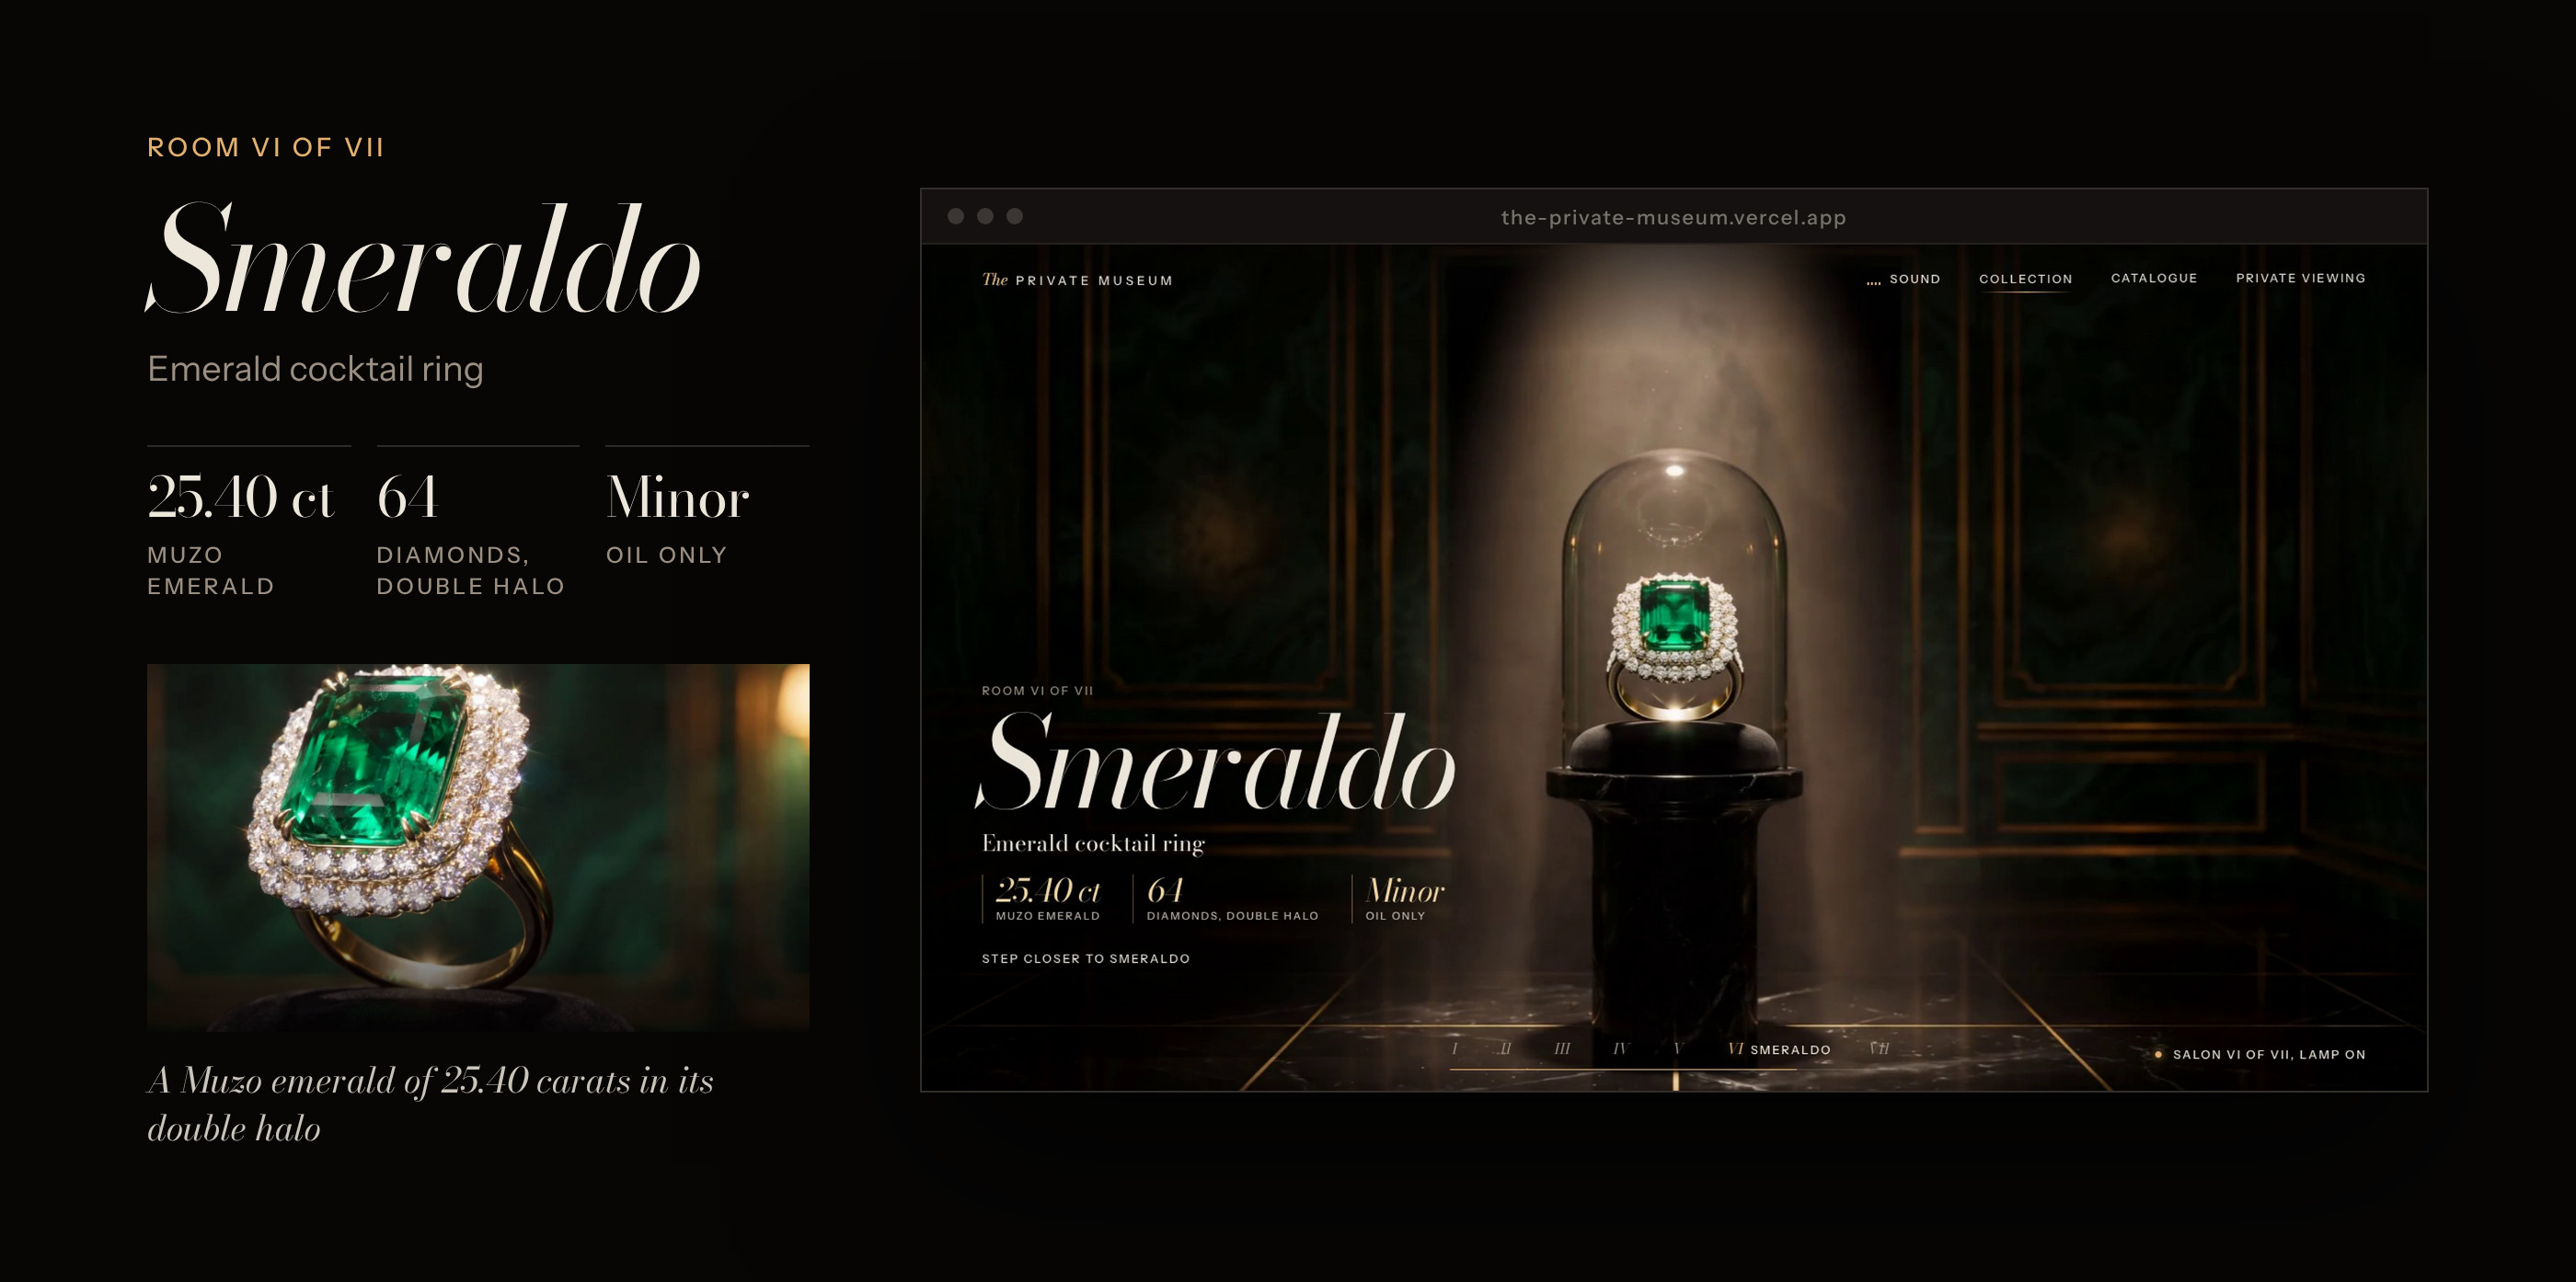 ROOM VI OF VII
Smeraldo
Emerald cocktail ring
25.40 ct
MUZO
EMERALD
64
DIAMONDS,
DOUBLE HALO
Minor
OIL ONLY
A Muzo emerald of 25.40 carats in its
double halo
the-private-museum.vercel.app
The PRIVATE MUSEUM
SOUND
COLLECTION
CATALOGUE
PRIVATE VIEWING
ROOM VI OF VII
Smeraldo
Emerald cocktail ring
25.40 ct
MUZO EMERALD
64
DIAMONDS, DOUBLE HALO
Minor
OIL ONLY
STEP CLOSER TO SMERALDO
I II III IV V VI SMERALDO VII
SALON VI OF VII, LAMP ON